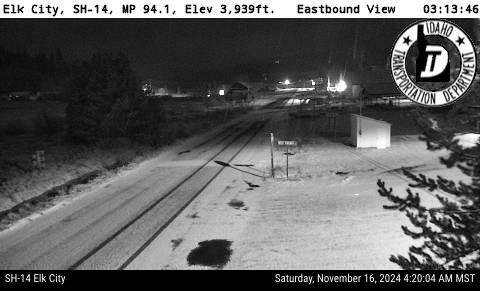 Elk City, SH-14, MP 94.1, Elev 3,939ft. Eastbound View 03:13:46
IDAHO
TRANSPORTATION DEPARTMENT
SH-14 Elk City Saturday, November 16, 2024 4:20:04 AM MST